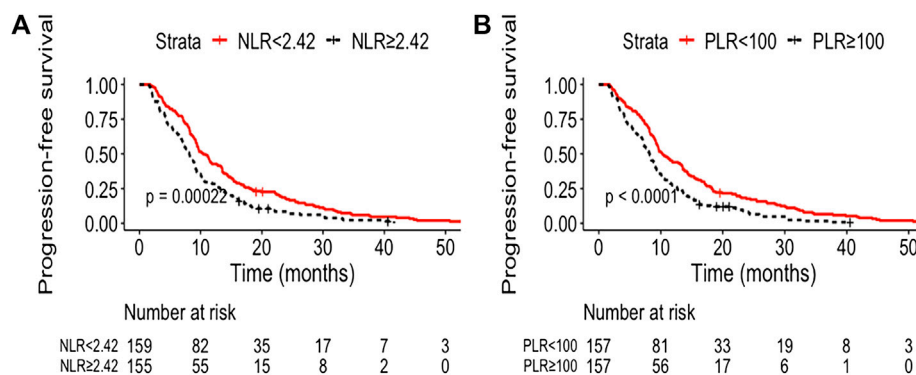 A
Strata NLR<2.42 NLR≥2.42
Progression-free survival
1.00
0.75
0.50
0.25
0.00
p = 0.00022
0 10 20 30 40 50
Time (months)
Number at risk
NLR<2.42 159 82 35 17 7 3
NLR≥2.42 155 55 15 8 2 0
B
Strata PLR<100 PLR≥100
Progression-free survival
1.00
0.75
0.50
0.25
0.00
p < 0.0001
0 10 20 30 40 50
Time (months)
Number at risk
PLR<100 157 81 33 19 8 3
PLR≥100 157 56 17 6 1 0